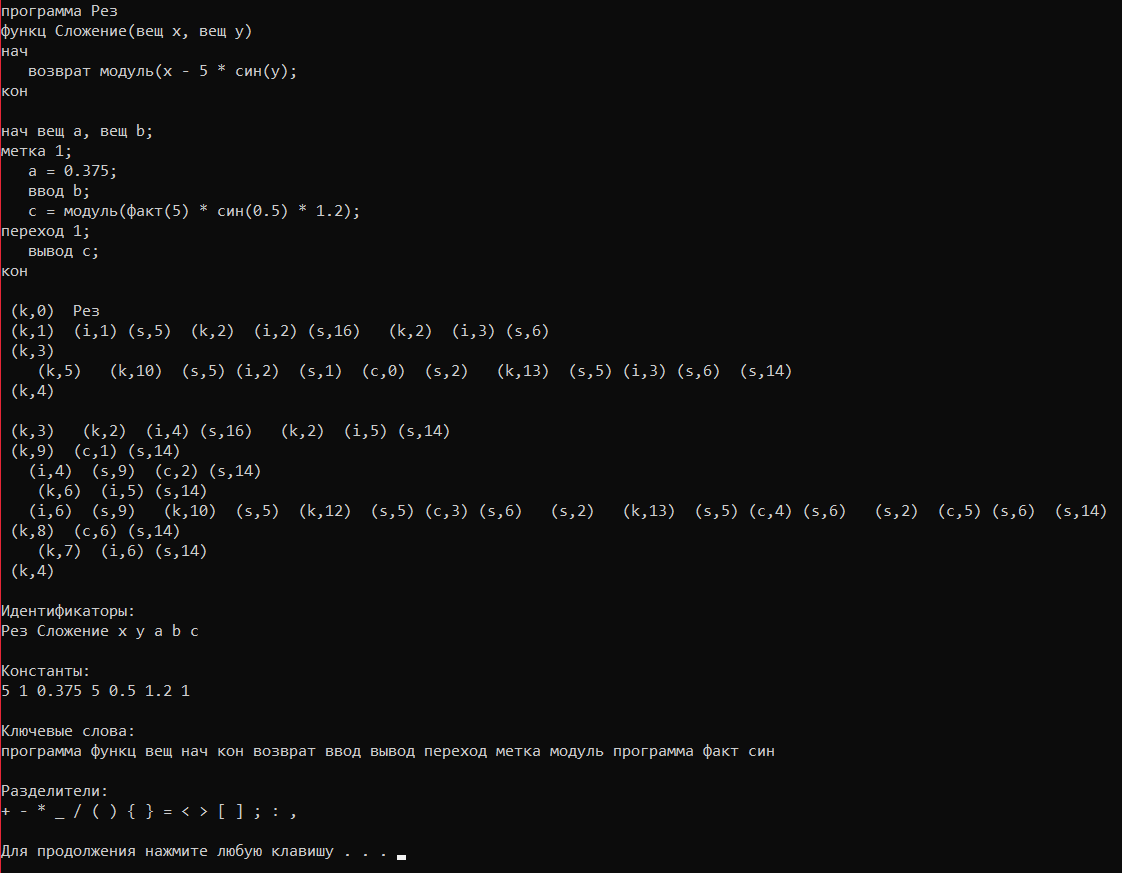 программа Рез
функц Сложение(вещ x, вещ y)
нач
   возврат модуль(x - 5 * син(y);
кон

нач вещ a, вещ b;
метка 1;
   a = 0.375;
   ввод b;
   c = модуль(факт(5) * син(0.5) * 1.2);
переход 1;
   вывод c;
кон

 (k,0)  Рез
 (k,1)  (i,1) (s,5)  (k,2)  (i,2) (s,16)   (k,2)  (i,3) (s,6)
 (k,3)
    (k,5)   (k,10)  (s,5) (i,2)  (s,1)  (c,0)  (s,2)   (k,13)  (s,5) (i,3) (s,6)  (s,14)
 (k,4)

 (k,3)   (k,2)  (i,4) (s,16)   (k,2)  (i,5) (s,14)
 (k,9)  (c,1) (s,14)
   (i,4)  (s,9)  (c,2) (s,14)
    (k,6)  (i,5) (s,14)
   (i,6)  (s,9)   (k,10)  (s,5)  (k,12)  (s,5) (c,3) (s,6)   (s,2)   (k,13)  (s,5) (c,4) (s,6)   (s,2)  (c,5) (s,6)  (s,14)
 (k,8)  (c,6) (s,14)
    (k,7)  (i,6) (s,14)
 (k,4)

Идентификаторы:
Рез Сложение x y a b c

Константы:
5 1 0.375 5 0.5 1.2 1

Ключевые слова:
программа функц вещ нач кон возврат ввод вывод переход метка модуль программа факт син

Разделители:
+ - * _ / ( ) { } = < > [ ] ; : ,

Для продолжения нажмите любую клавишу . . .